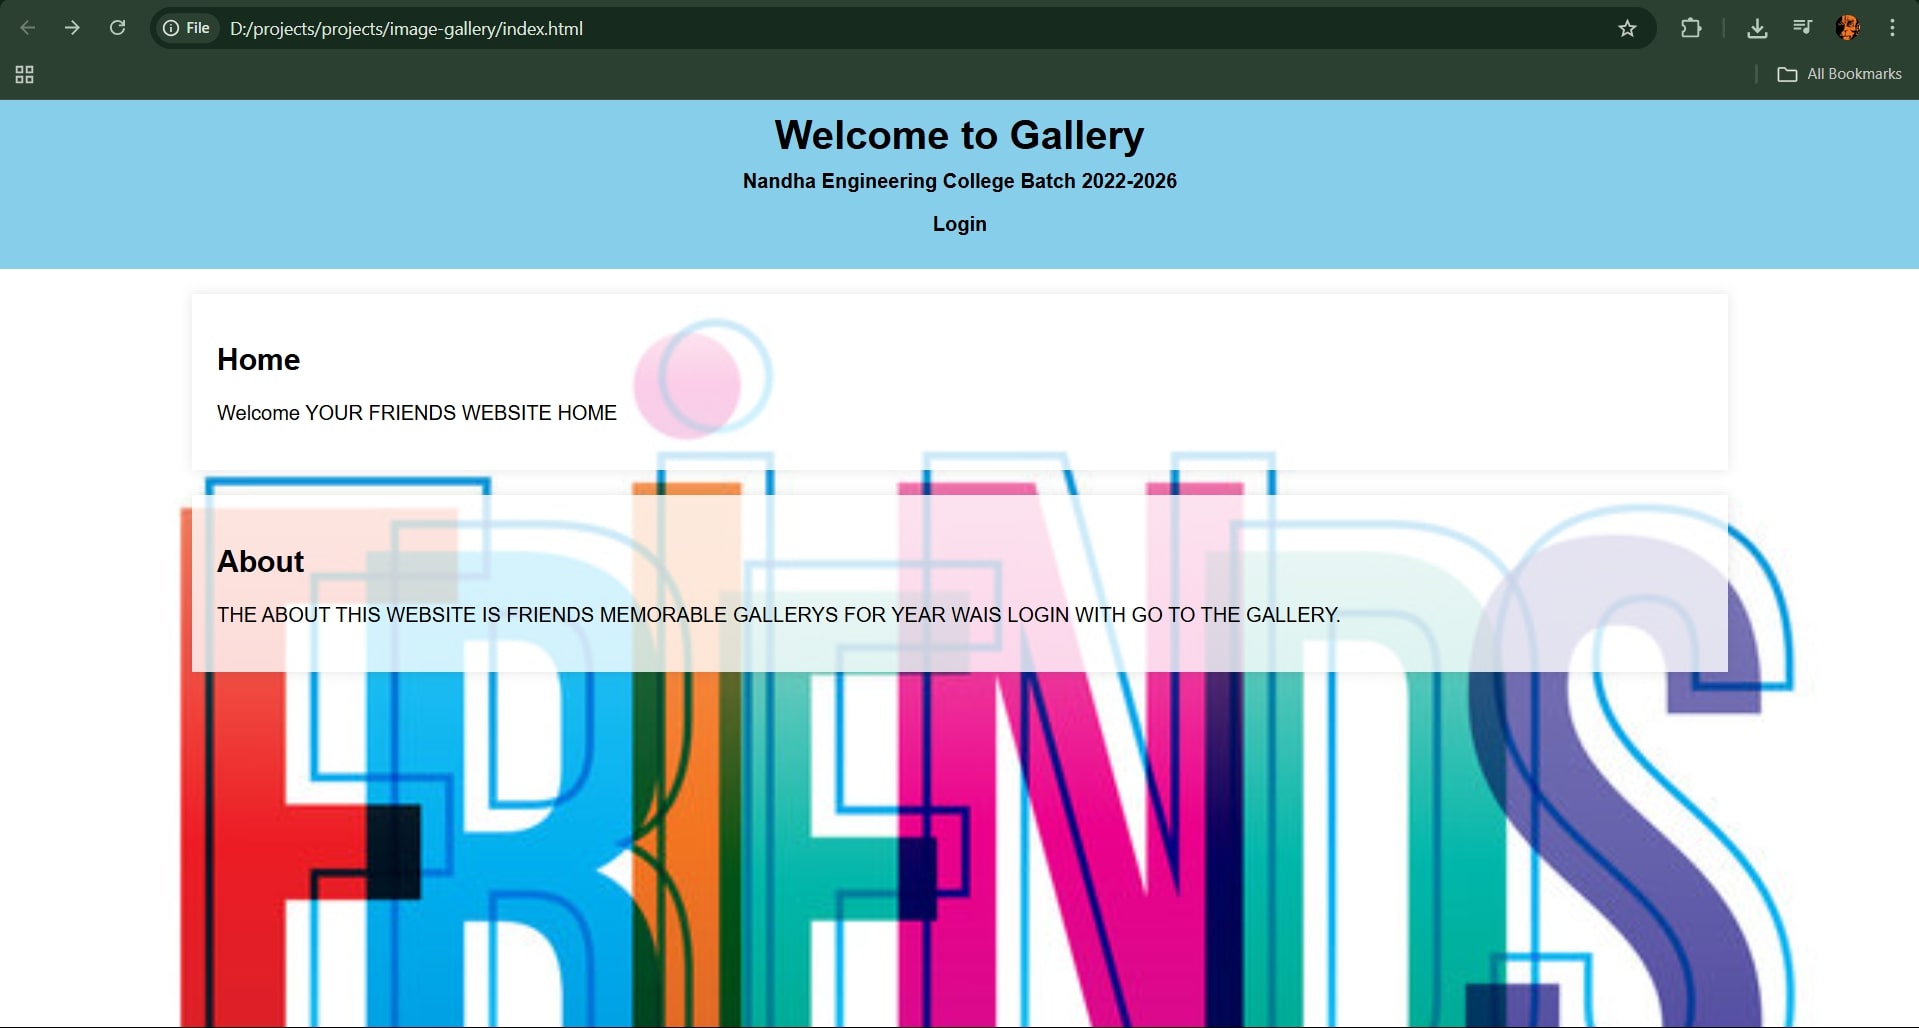 File D:/projects/projects/image-gallery/index.html
All Bookmarks
Welcome to Gallery
Nandha Engineering College Batch 2022-2026
Login
Home
Welcome YOUR FRIENDS WEBSITE HOME
About
THE ABOUT THIS WEBSITE IS FRIENDS MEMORABLE GALLERYS FOR YEAR WAIS LOGIN WITH GO TO THE GALLERY.
FRiENDS